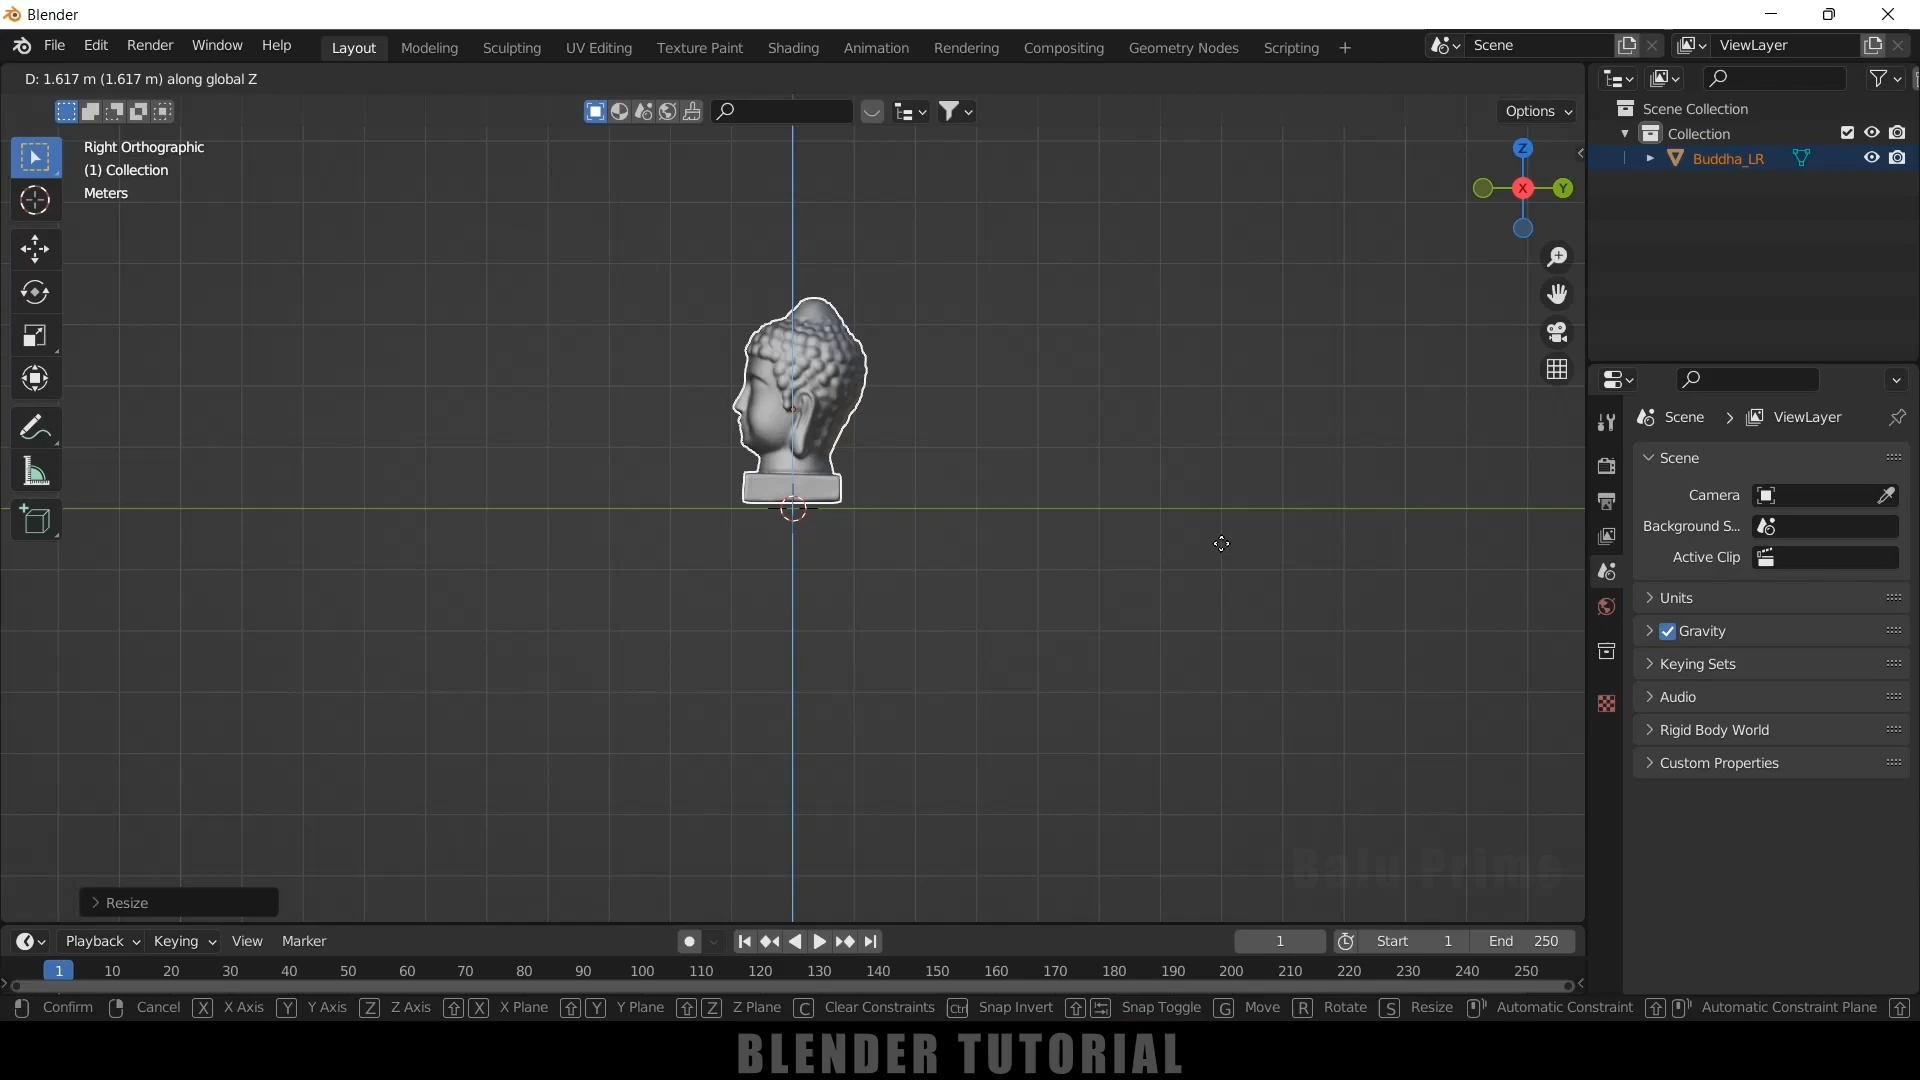 Blender
File Edit Render Window Help Layout Modeling Sculpting UV Editing Texture Paint Shading Animation Rendering Compositing Geometry Nodes Scripting + Scene ViewLayer
D: 1.617 m (1.617 m) along global Z
Options
Right Orthographic
(1) Collection
Meters
Z
X
Y
Scene Collection
Collection
Buddha_LR
Scene > ViewLayer
Scene
Camera
Background S...
Active Clip
Units
Gravity
Keying Sets
Audio
Rigid Body World
Custom Properties
Balu Prime
> Resize
Playback Keying View Marker 1 Start 1 End 250
1 10 20 30 40 50 60 70 80 90 100 110 120 130 140 150 160 170 180 190 200 210 220 230 240 250
Confirm Cancel X X Axis Y Y Axis Z Z Axis X X Plane Y Y Plane Z Z Plane C Clear Constraints Ctrl Snap Invert Snap Toggle G Move R Rotate S Resize Automatic Constraint Automatic Constraint Plane
BLENDER TUTORIAL